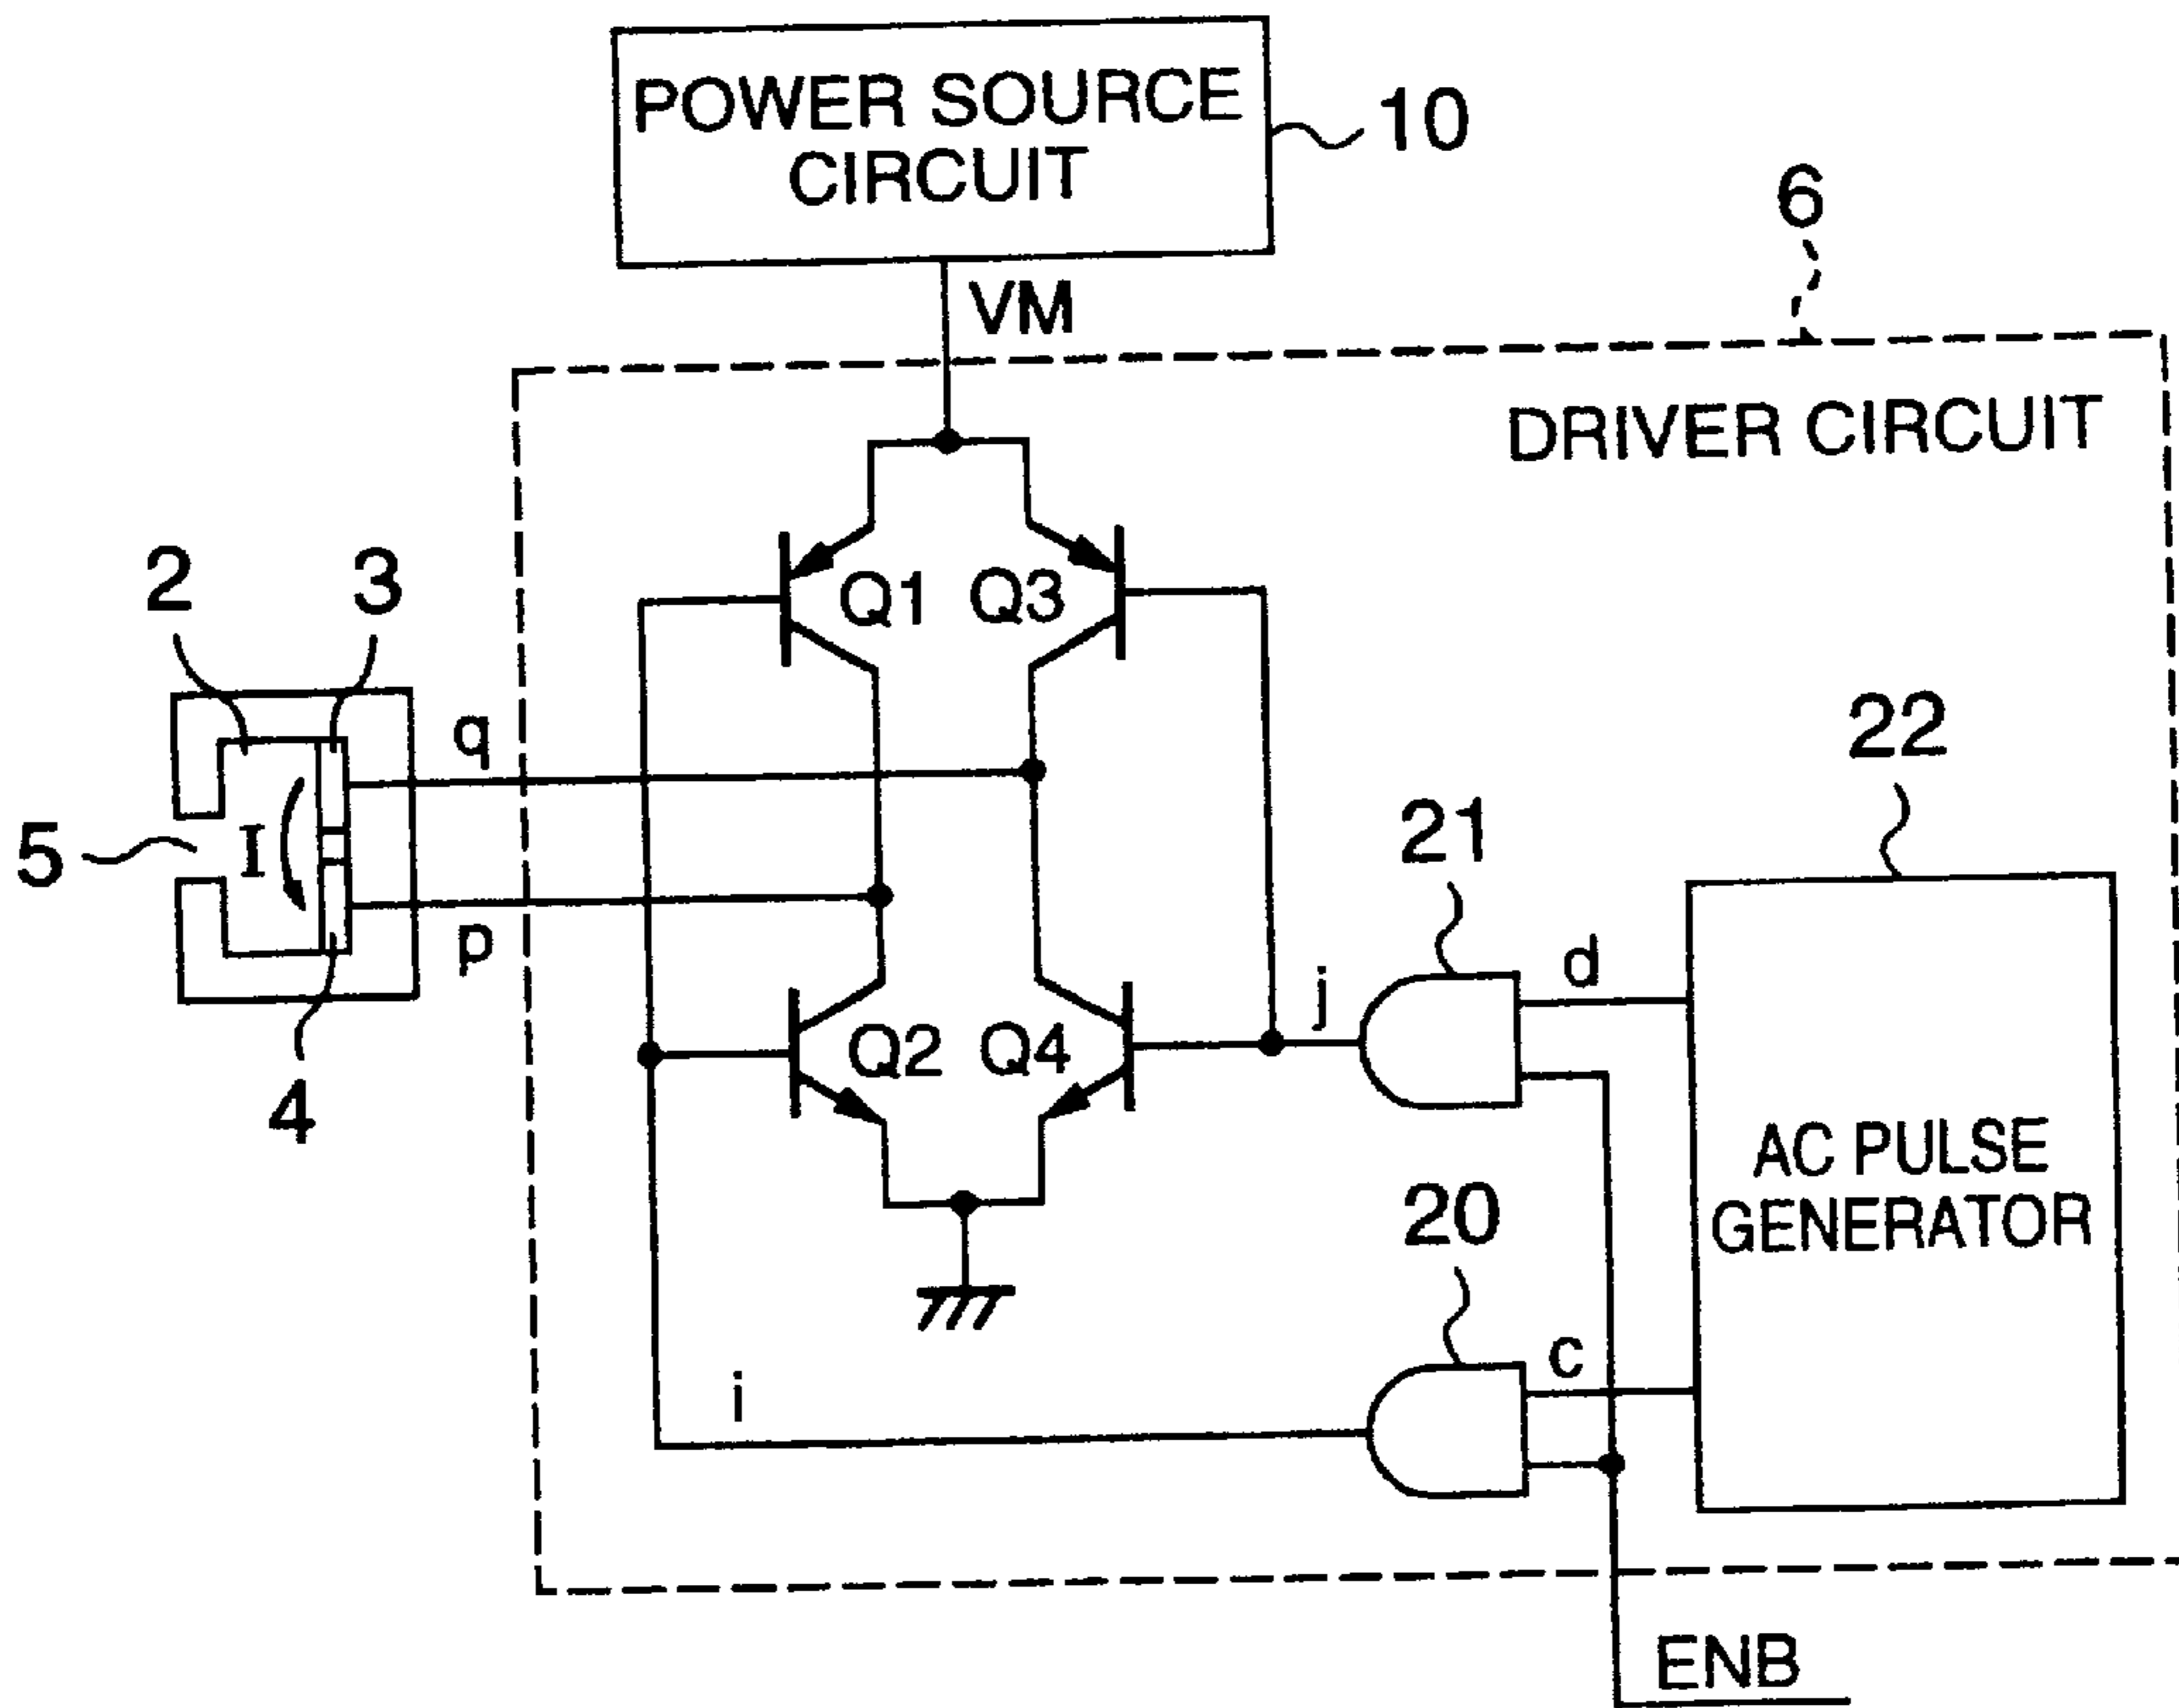 POWER SOURCE
CIRCUIT
10
6
VM
DRIVER CIRCUIT
2
3
Q1
Q3
q
22
21
5
I
p
d
j
Q2
Q4
4
AC PULSE
GENERATOR
20
c
i
ENB